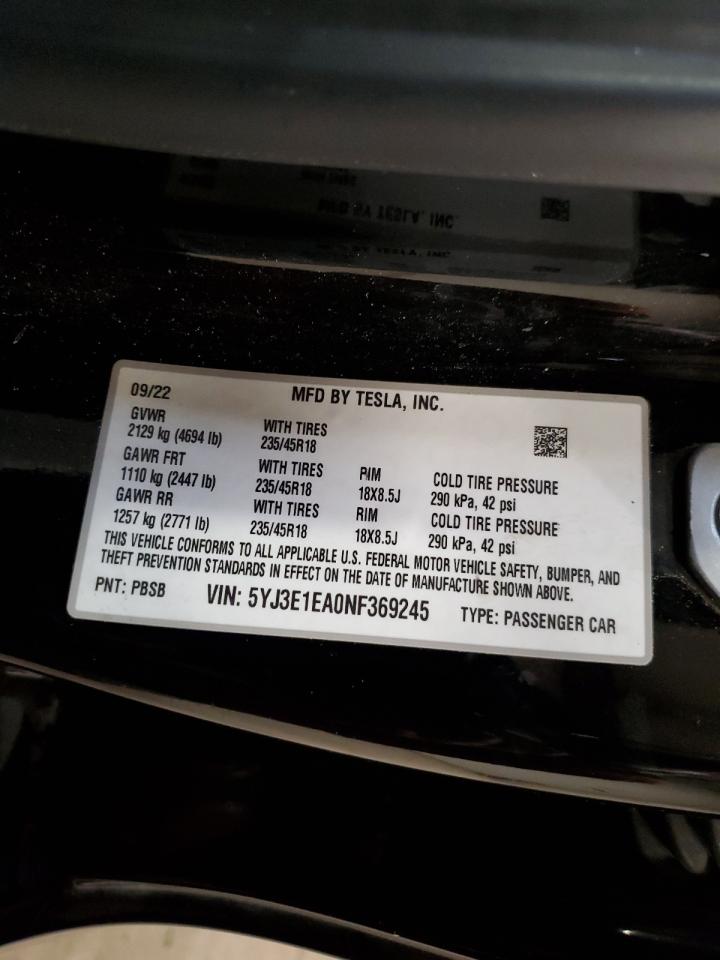 09/22 MFD BY TESLA, INC.
GVWR
2129 kg (4694 lb) WITH TIRES 235/45R18
GAWR FRT
1110 kg (2447 lb) WITH TIRES 235/45R18 RIM 18X8.5J COLD TIRE PRESSURE 290 kPa, 42 psi
GAWR RR
1257 kg (2771 lb) WITH TIRES 235/45R18 RIM 18X8.5J COLD TIRE PRESSURE 290 kPa, 42 psi
THIS VEHICLE CONFORMS TO ALL APPLICABLE U.S. FEDERAL MOTOR VEHICLE SAFETY, BUMPER, AND
THEFT PREVENTION STANDARDS IN EFFECT ON THE DATE OF MANUFACTURE SHOWN ABOVE.
PNT: PBSB VIN: 5YJ3E1EA0NF369245 TYPE: PASSENGER CAR